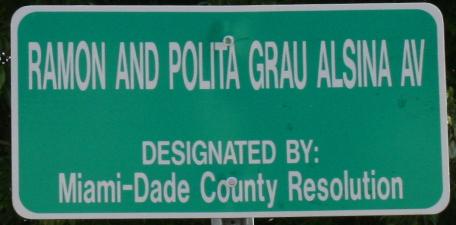 RAMON AND POLITA GRAU ALSINA AV
DESIGNATED BY:
Miami-Dade County Resolution